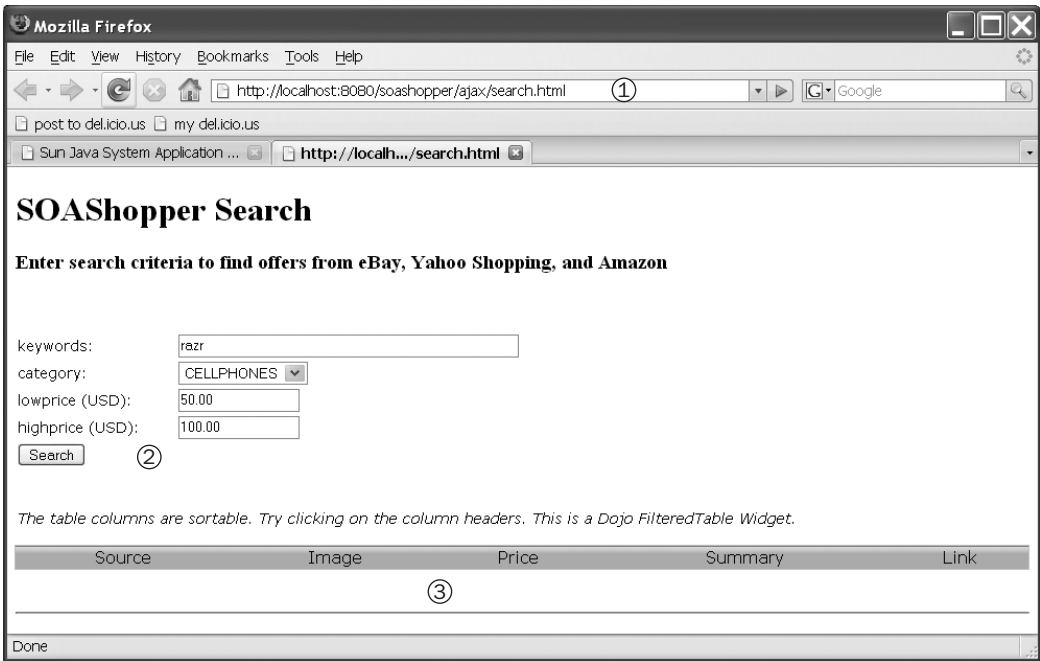 Mozilla Firefox
File Edit View History Bookmarks Tools Help
http://localhost:8080/soashopper/ajax/search.html ① G Google
post to del.icio.us my del.icio.us
Sun Java System Application ... http://localh.../search.html
SOAShopper Search
Enter search criteria to find offers from eBay, Yahoo Shopping, and Amazon
keywords: razr
category: CELLPHONES
lowprice (USD): 50.00
highprice (USD): 100.00
Search ②
The table columns are sortable. Try clicking on the column headers. This is a Dojo FilteredTable Widget.
Source Image Price Summary Link
③
Done